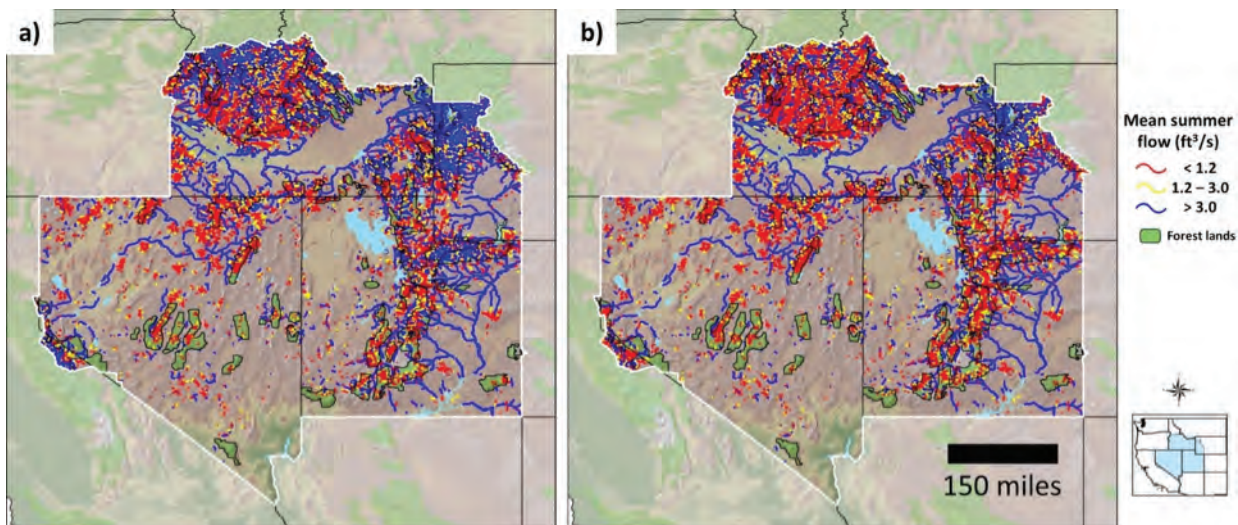 a)
b)
Mean summer
flow (ft³/s)
< 1.2
1.2 – 3.0
> 3.0
Forest lands
150 miles